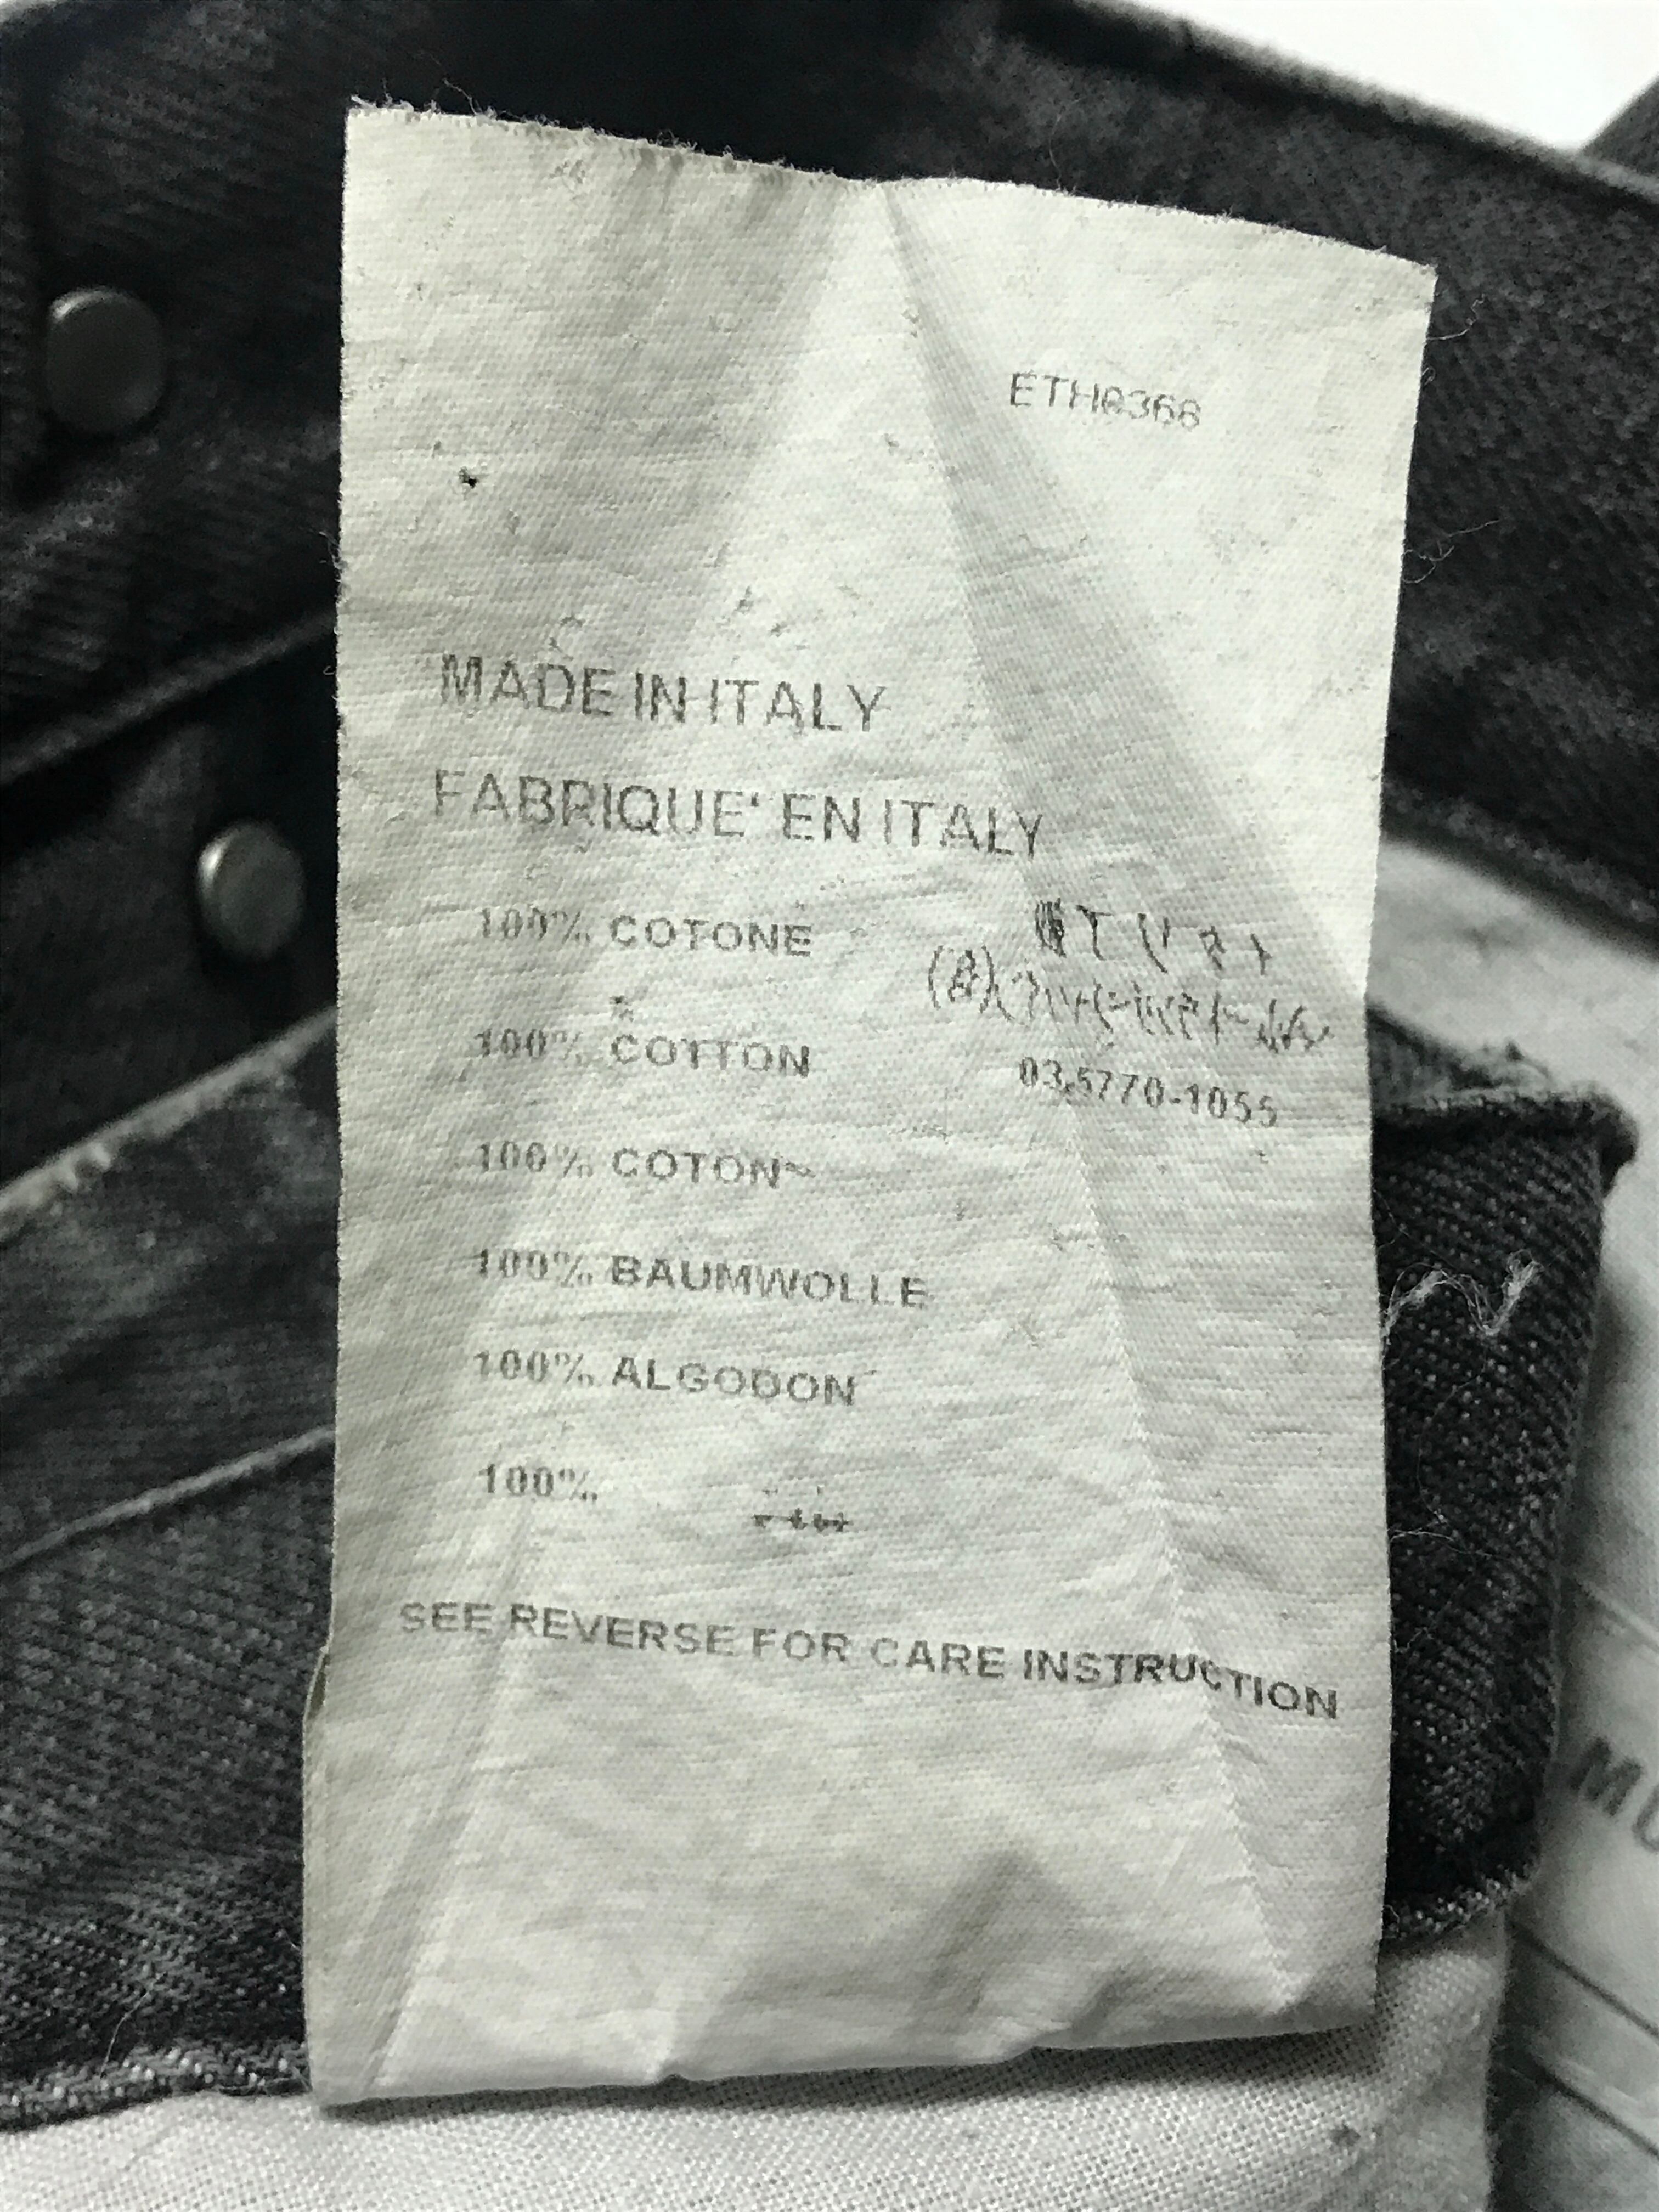 ETH0368
MADE IN ITALY
FABRIQUE' EN ITALY
100% COTONE
100% COTTON
03.5770-1055
100% COTON
100% BAUMWOLLE
100% ALGODON
100%
SEE REVERSE FOR CARE INSTRUCTION